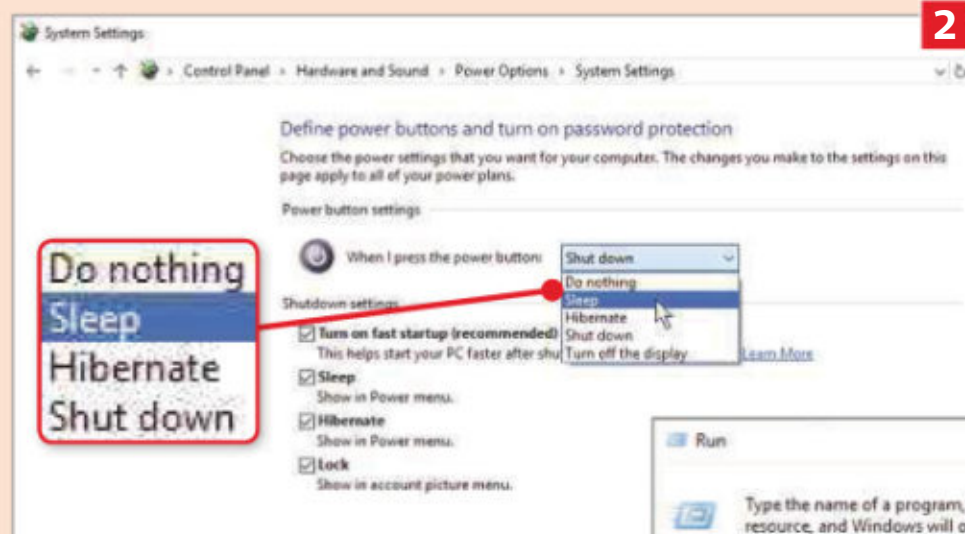 2
System Settings
Control Panel > Hardware and Sound > Power Options > System Settings
Define power buttons and turn on password protection
Choose the power settings that you want for your computer. The changes you make to the settings on this
page apply to all of your power plans.
Power button settings
When I press the power button: Shut down
Do nothing
Sleep
Hibernate
Shut down
Turn off the display
Do nothing
Sleep
Hibernate
Shut down
Shutdown settings
Turn on fast startup (recommended)
This helps start your PC faster after shu
Learn More
Sleep
Show in Power menu.
Hibernate
Show in Power menu.
Lock
Show in account picture menu.
Run
Type the name of a program,
resource, and Windows will o